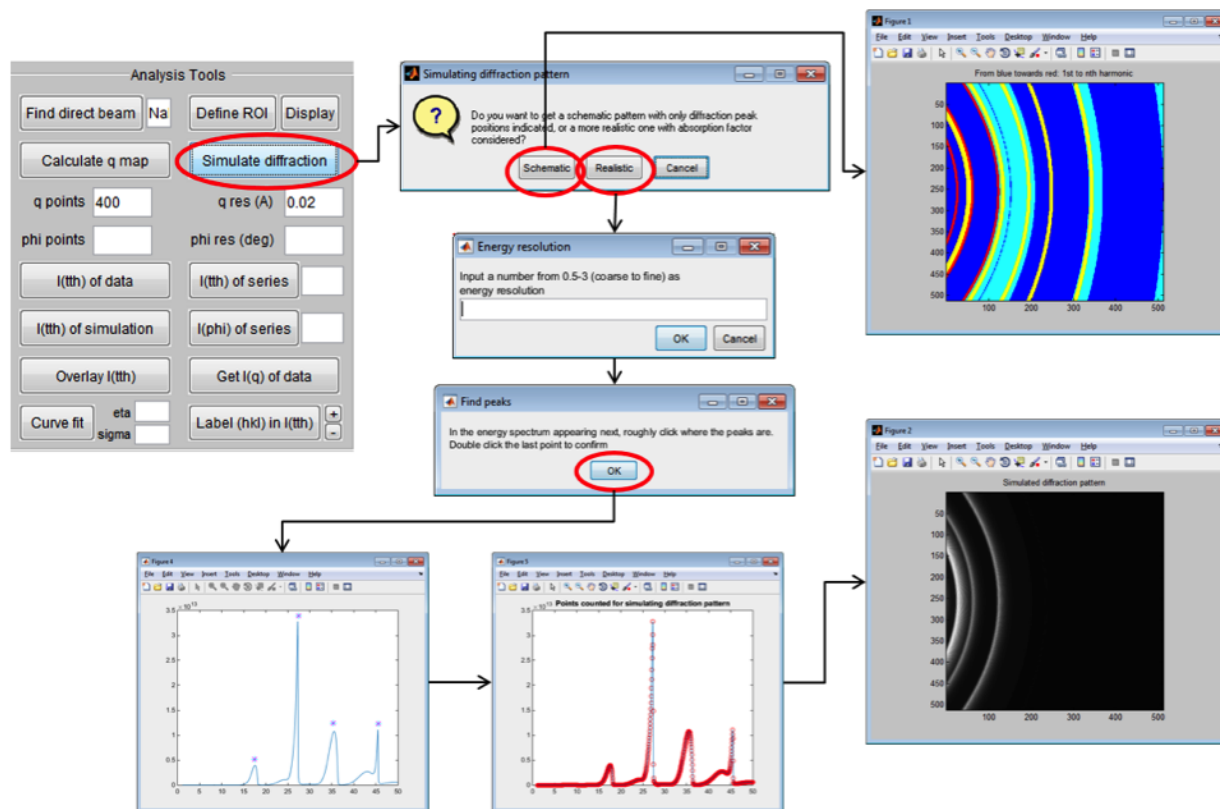 Analysis Tools
Find direct beam Na Define ROI Display
Calculate q map Simulate diffraction
q points 400 q res (A) 0.02
phi points phi res (deg)
I(tth) of data I(tth) of series
I(tth) of simulation I(phi) of series
Overlay I(tth) Get I(q) of data
Curve fit eta sigma Label (hkl) in I(tth) + -
Simulating diffraction pattern
?
Do you want to get a schematic pattern with only diffraction peak
positions indicated, or a more realistic one with absorption factor
considered?
Schematic Realistic Cancel
Energy resolution
Input a number from 0.5-3 (coarse to fine) as
energy resolution
OK Cancel
Find peaks
In the energy spectrum appearing next, roughly click where the peaks are.
Double click the last point to confirm
OK
Figure 1
File Edit View Insert Tools Desktop Window Help
From blue towards red: 1st to nth harmonic
50
100
150
200
250
300
350
400
450
500
100 200 300 400 500
Figure 4
File Edit View Insert Tools Desktop Window Help
3.5
3
2.5
2
1.5
1
0.5
0
0 5 10 15 20 25 30 35 40 45 50
Figure 5
File Edit View Insert Tools Desktop Window Help
Points counted for simulating diffraction pattern
3.5
3
2.5
2
1.5
1
0.5
0
0 5 10 15 20 25 30 35 40 45 50
Figure 2
File Edit View Insert Tools Desktop Window Help
Simulated diffraction pattern
50
100
150
200
250
300
350
400
450
500
100 200 300 400 500